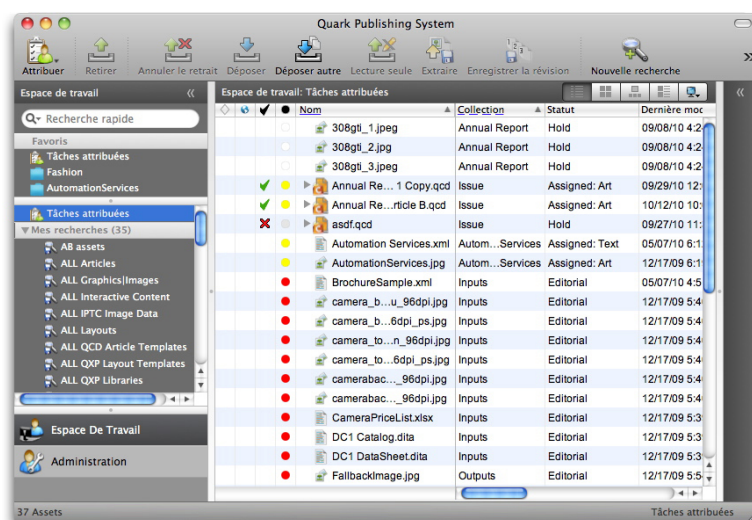 Quark Publishing System
Attribuer Retirer Annuler le retrait Déposer Déposer autre Lecture seule Extraire Enregistrer la révision Nouvelle recherche
Espace de travail
Espace de travail: Tâches attribuées
Recherche rapide
Favoris
Tâches attribuées
Fashion
AutomationServices
Tâches attribuées
Mes recherches (35)
AB assets
ALL Articles
ALL Graphics|Images
ALL Interactive Content
ALL IPTC Image Data
ALL Layouts
ALL QCD Article Templates
ALL QXP Layout Templates
ALL QXP Libraries
Espace De Travail
Administration
Nom Collection Statut Dernière moc
308gti_1.jpeg Annual Report Hold 09/08/10 4:2
308gti_2.jpg Annual Report Hold 09/08/10 4:2
308gti_3.jpeg Annual Report Hold 09/08/10 4:2
Annual Re... 1 Copy.qcd Issue Assigned: Art 09/29/10 12:
Annual Re...rticle B.qcd Issue Assigned: Art 10/12/10 10:
asdf.qcd Issue Hold 09/27/10 11:
Automation Services.xml Autom...Services Assigned: Text 05/07/10 6:1
AutomationServices.jpg Autom...Services Assigned: Art 12/17/09 6:1
BrochureSample.xml Inputs Editorial 05/07/10 4:5
camera_b...u_96dpi.jpg Inputs Editorial 12/17/09 5:4
camera_b...6dpi_ps.jpg Inputs Editorial 12/17/09 5:4
camera_to...n_96dpi.jpg Inputs Editorial 12/17/09 5:4
camera_to...6dpi_ps.jpg Inputs Editorial 12/17/09 5:4
camerabac..._96dpi.jpg Inputs Editorial 12/17/09 5:4
camerabac..._96dpi.jpg Inputs Editorial 12/17/09 5:4
CameraPriceList.xlsx Inputs Editorial 12/17/09 5:3
DC1 Catalog.dita Inputs Editorial 12/17/09 5:3
DC1 DataSheet.dita Inputs Editorial 12/17/09 5:3
FallbackImage.jpg Outputs Editorial 12/17/09 5:5
37 Assets
Tâches attribuées